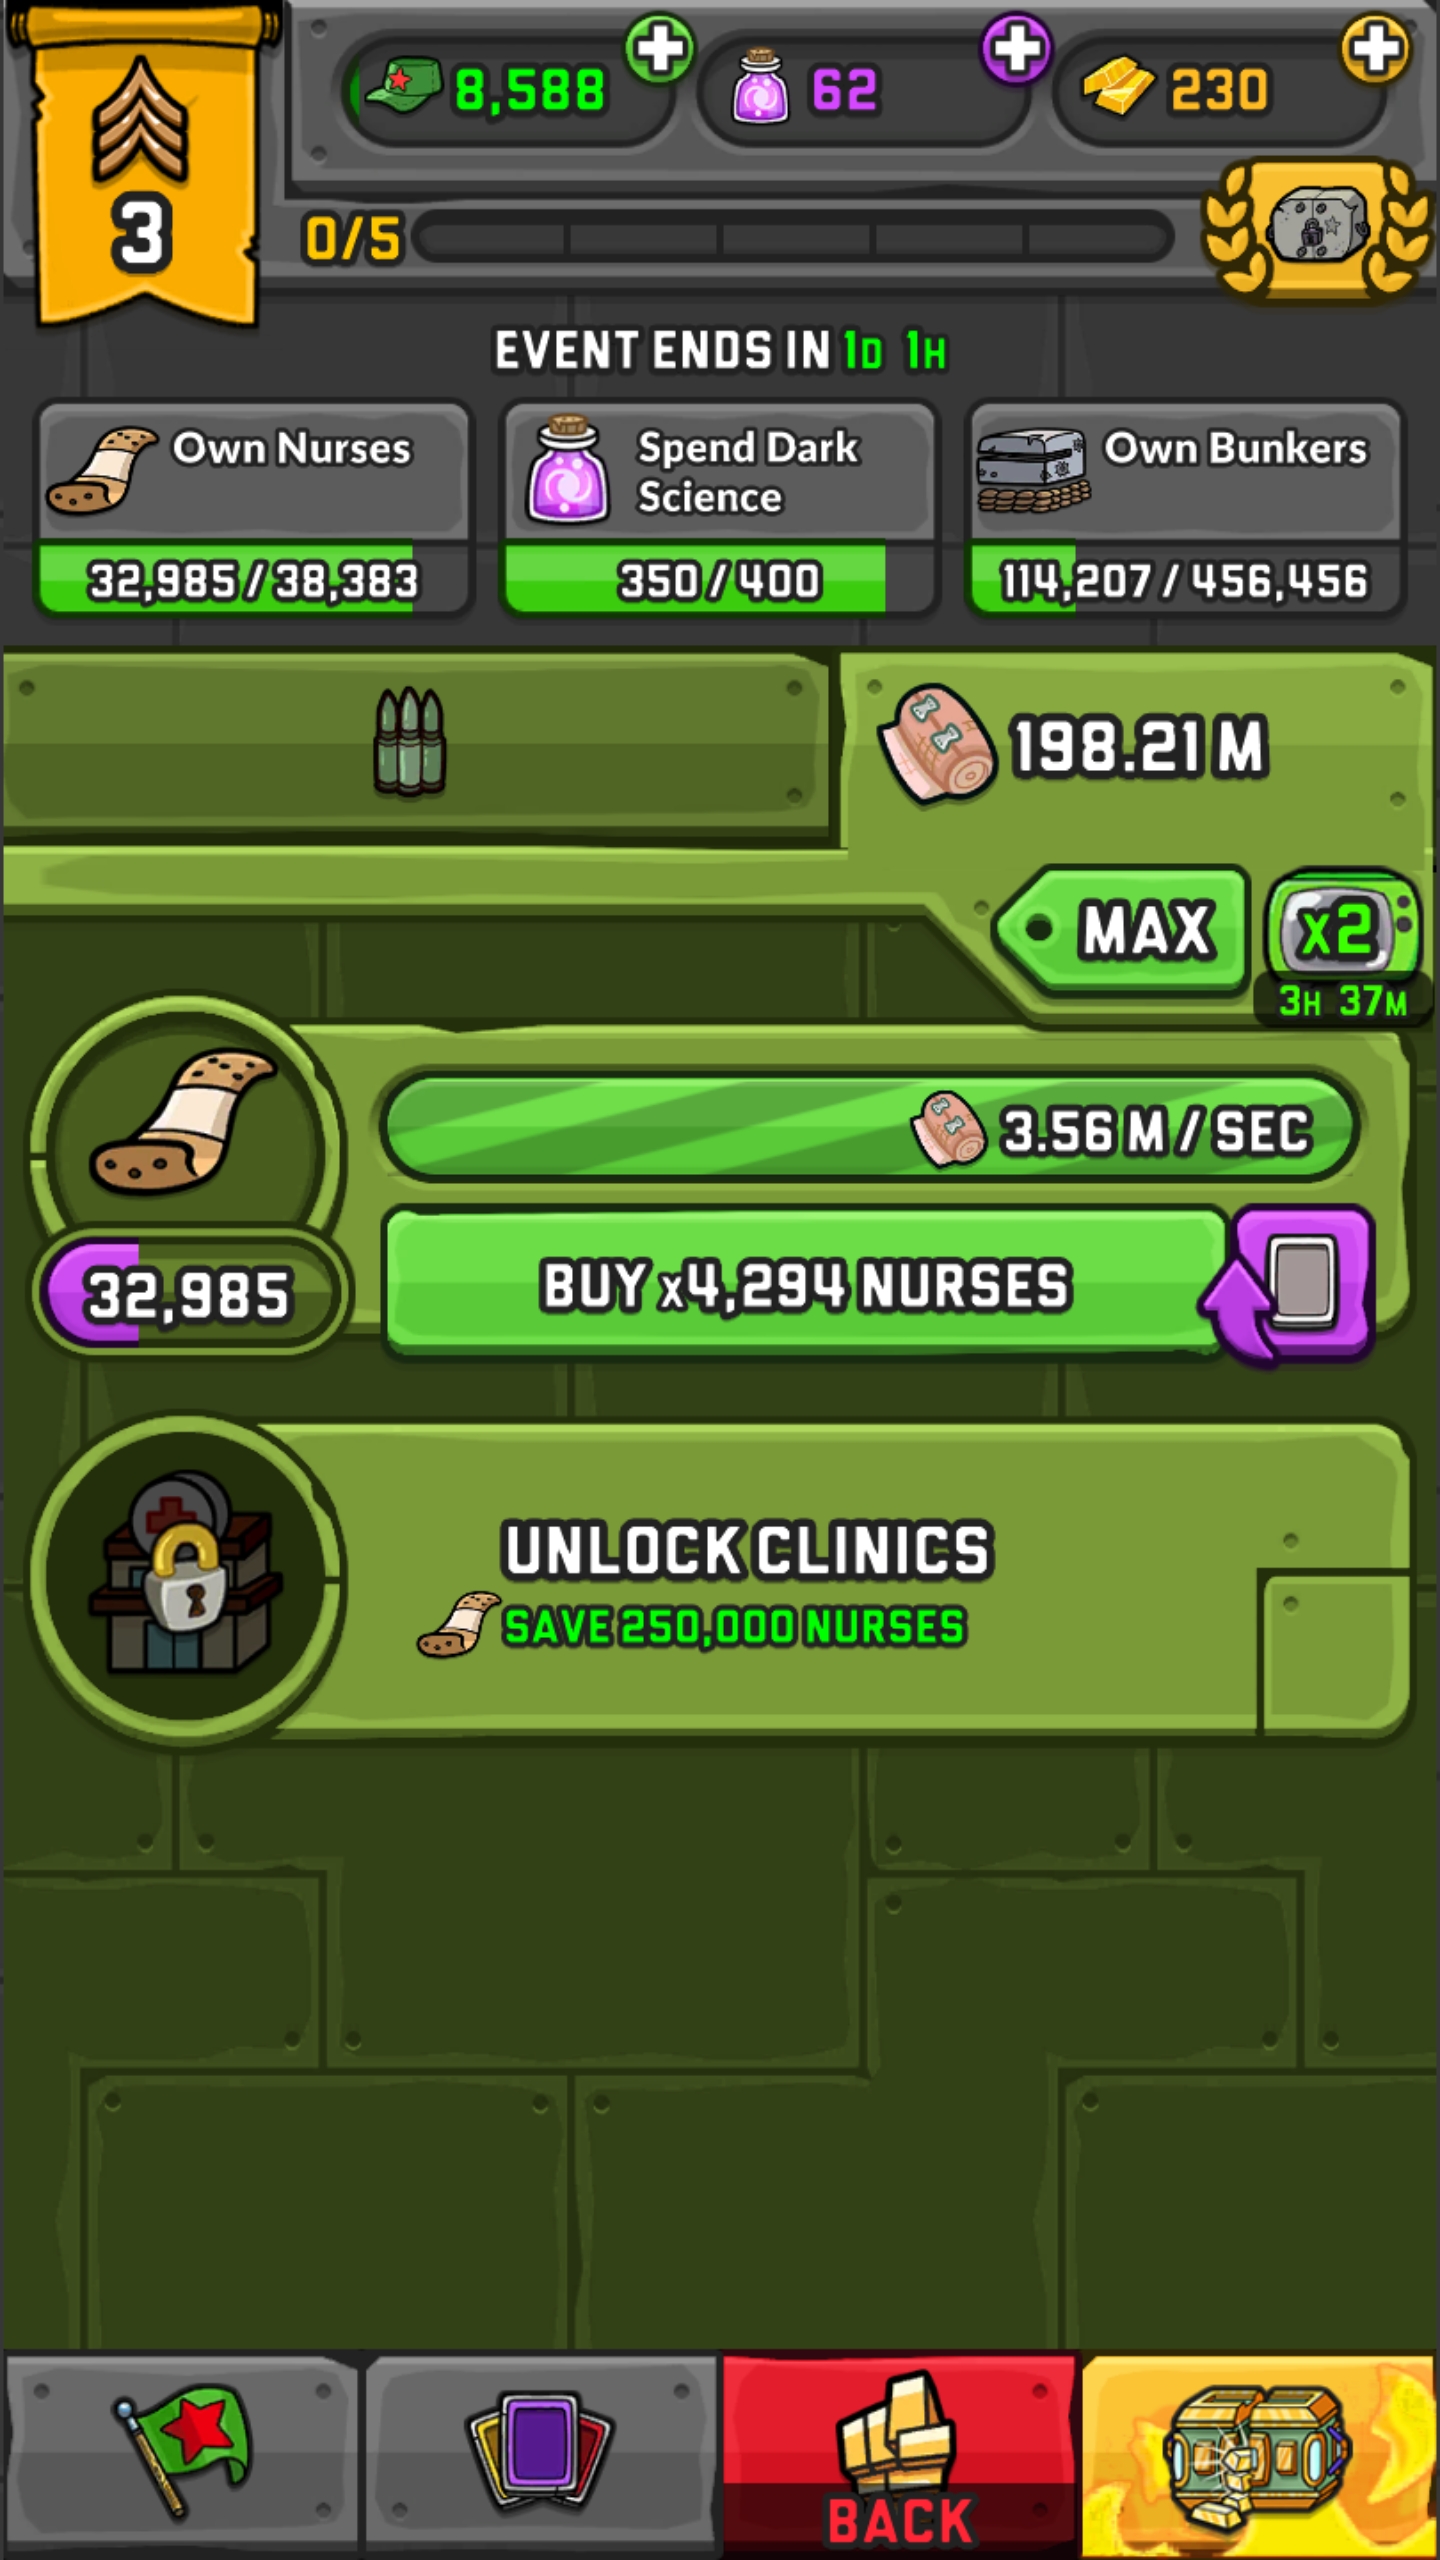 8,588
62
230
3
0/5
EVENT ENDS IN 1D 1H
Own Nurses
32,985/38,383
Spend Dark
Science
350/400
Own Bunkers
114,207/456,456
198.21 M
MAX
x2
3H 37M
3.56 M/SEC
32,985
BUY x4,294 NURSES
UNLOCK CLINICS
SAVE 250,000 NURSES
BACK